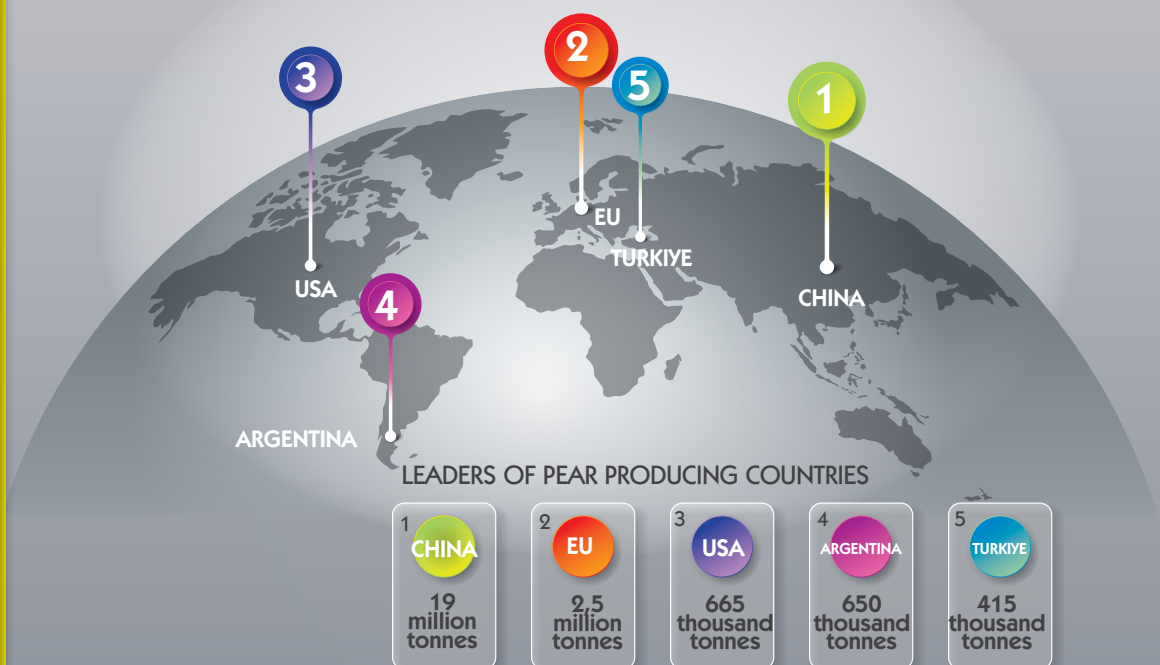 3
2
5
1
EU
TURKIYE
USA
CHINA
4
ARGENTINA
LEADERS OF PEAR PRODUCING COUNTRIES
1
CHINA
19
million
tonnes
2
EU
2,5
million
tonnes
3
USA
665
thousand
tonnes
4
ARGENTINA
650
thousand
tonnes
5
TURKIYE
415
thousand
tonnes